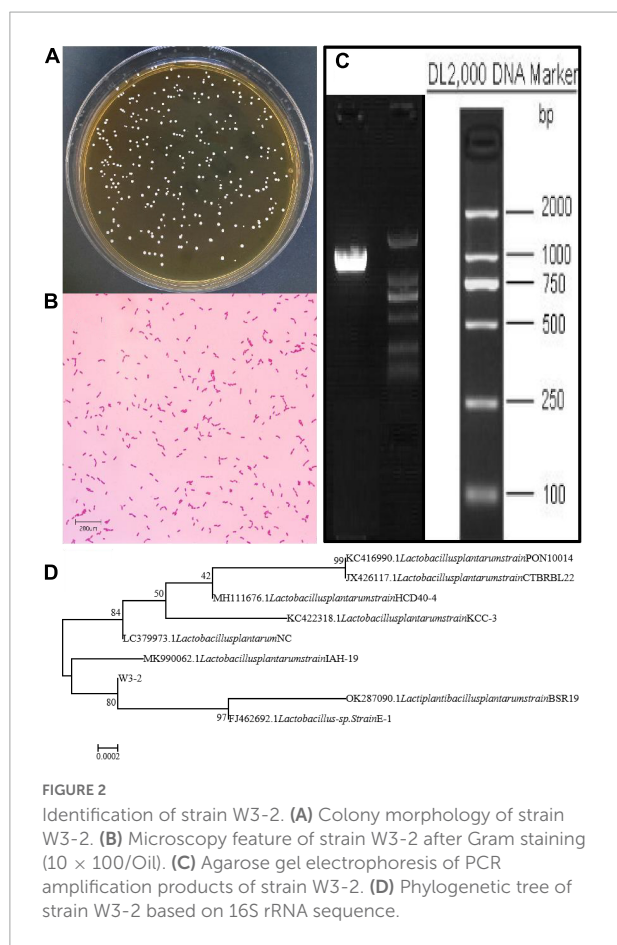 A
C
DL2,000 DNA Marker
bp
2000
1000
750
500
250
100
B
200um
D
99
KC416990.1LactobacillusplantarumstrainPON10014
JX426117.1LactobacillusplantarumstrainCTBRBL22
42
MH111676.1LactobacillusplantarumstrainHCD40-4
50
KC422318.1LactobacillusplantarumstrainKCC-3
84
LC379973.1LactobacillusplantarumNC
MK990062.1LactobacillusplantarumstrainIAH-19
W3-2
80
OK287090.1LactiplantibacillusplantarumstrainBSR19
97
FJ462692.1Lactobacillus-sp.StrainE-1
0.0002
FIGURE 2
Identification of strain W3-2. (A) Colony morphology of strain
W3-2. (B) Microscopy feature of strain W3-2 after Gram staining
(10 × 100/Oil). (C) Agarose gel electrophoresis of PCR
amplification products of strain W3-2. (D) Phylogenetic tree of
strain W3-2 based on 16S rRNA sequence.